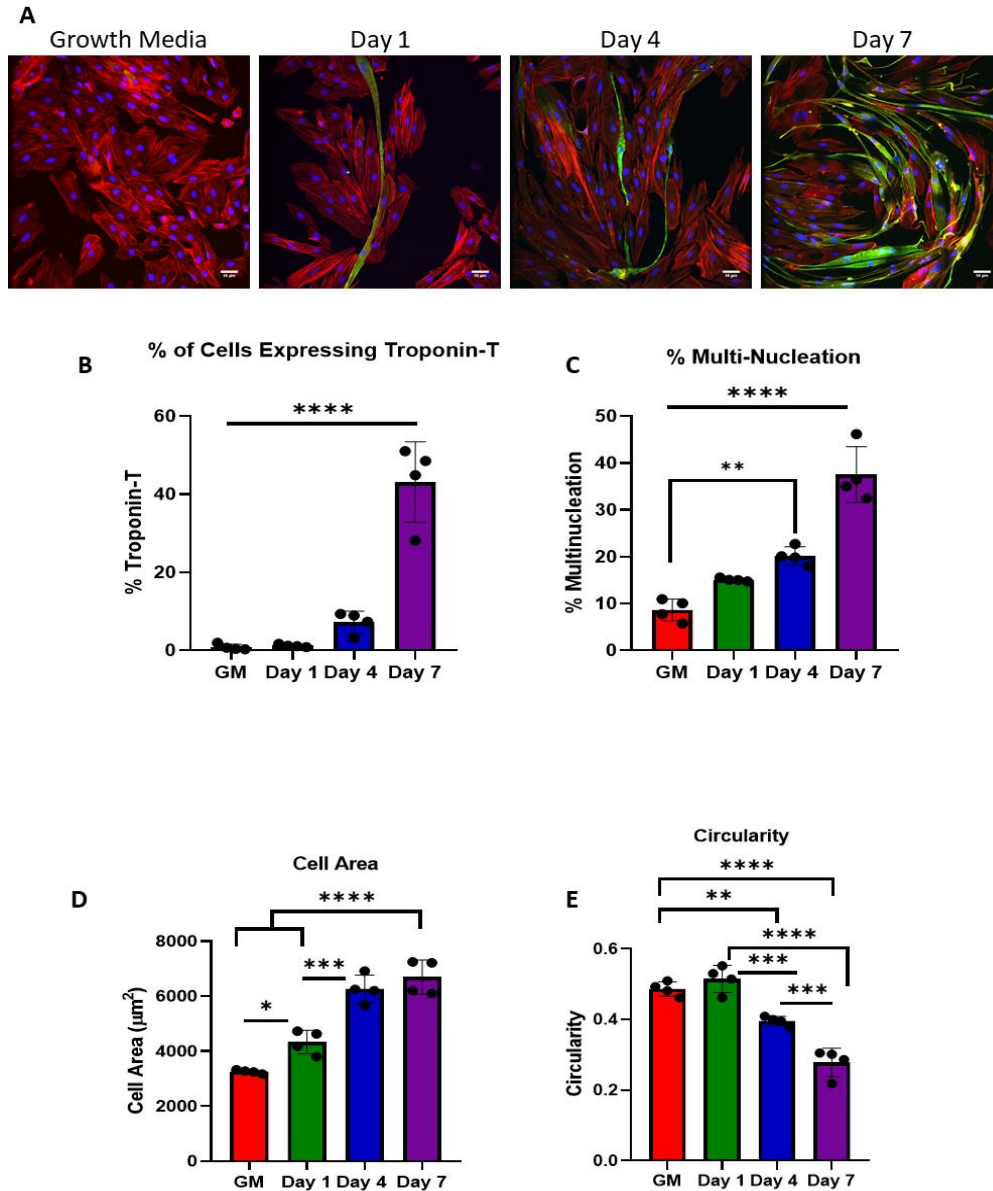 A
Growth Media Day 1 Day 4 Day 7
B
% of Cells Expressing Troponin-T
****
60
40
20
0
% Troponin-T
GM Day 1 Day 4 Day 7
C
% Multi-Nucleation
****
**
50
40
30
20
10
0
% Multinucleation
GM Day 1 Day 4 Day 7
D
Cell Area
****
***
*
8000
6000
4000
2000
0
Cell Area (μm²)
GM Day 1 Day 4 Day 7
E
Circularity
****
**
****
***
***
0.6
0.4
0.2
0.0
Circularity
GM Day 1 Day 4 Day 7